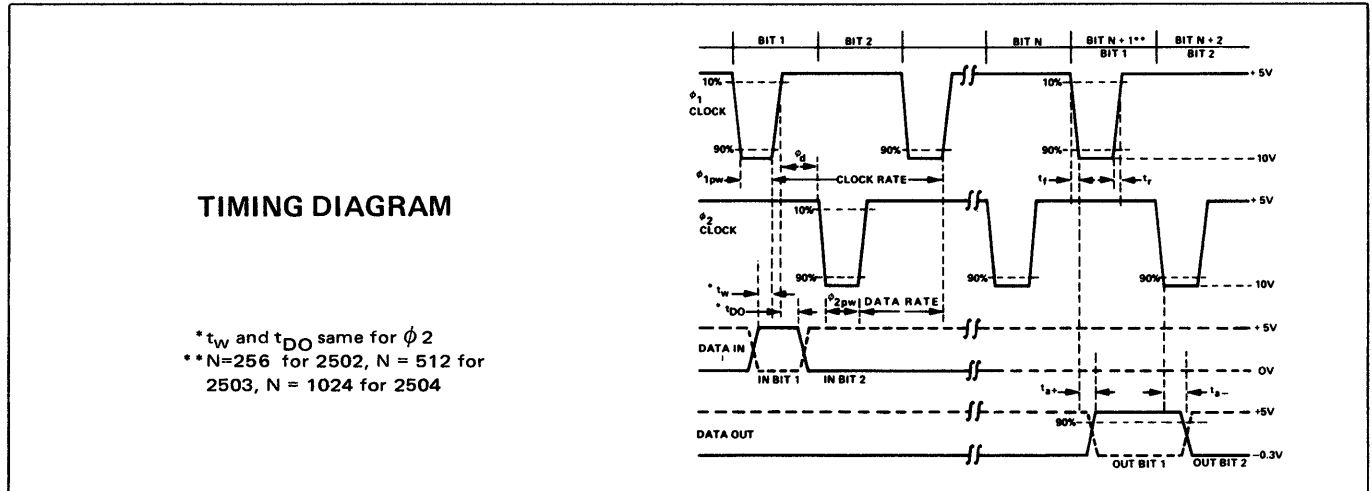 TIMING DIAGRAM
*tW and tDO same for ϕ 2
**N=256 for 2502, N = 512 for
2503, N = 1024 for 2504
BIT 1 BIT 2 BIT N BIT N + 1** BIT N + 2
BIT 1 BIT 2
10% 10% + 5V
ϕ1
CLOCK
90% 90% 90% 10V
ϕd
ϕ1pw CLOCK RATE tf tr
10% + 5V
ϕ2
CLOCK
90% 90% 90% 10V
* tw
* tDO ϕ2pw DATA RATE
+ 5V
DATA IN
IN BIT 1 IN BIT 2 0V
ta+ ta-
90% +5V
DATA OUT
OUT BIT 1 OUT BIT 2 -0.3V